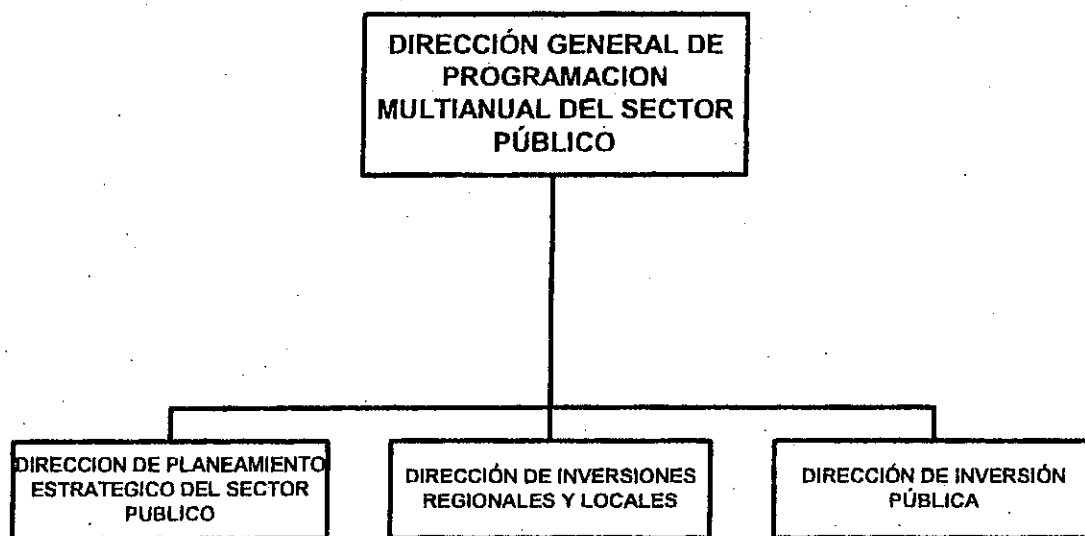 DIRECCIÓN GENERAL DE
PROGRAMACION
MULTIANUAL DEL SECTOR
PÚBLICO
DIRECCION DE PLANEAMIENTO
ESTRATEGICO DEL SECTOR
PUBLICO
DIRECCIÓN DE INVERSIONES
REGIONALES Y LOCALES
DIRECCIÓN DE INVERSIÓN
PÚBLICA